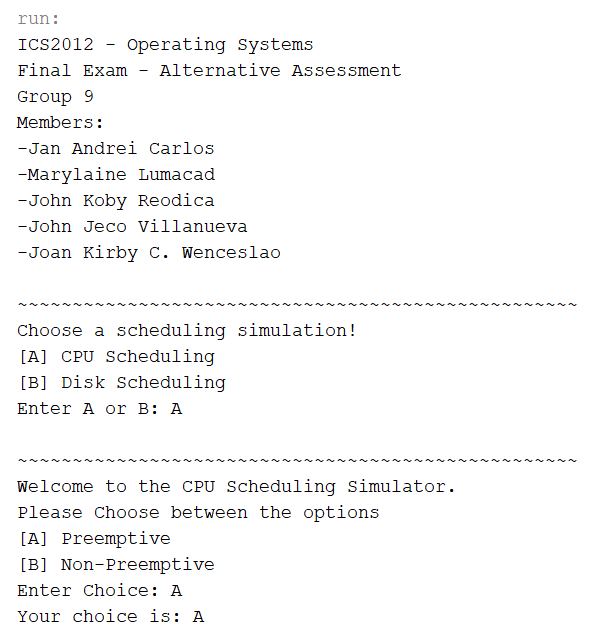 run:
ICS2012 - Operating Systems
Final Exam - Alternative Assessment
Group 9
Members:
-Jan Andrei Carlos
-Marylaine Lumacad
-John Koby Reodica
-John Jeco Villanueva
-Joan Kirby C. Wenceslao
~~~~~~~~~~~~~~~~~~~~~~~~~~~~~~~~~~~~~~~~~~~~~~~~~~~
Choose a scheduling simulation!
[A] CPU Scheduling
[B] Disk Scheduling
Enter A or B: A
~~~~~~~~~~~~~~~~~~~~~~~~~~~~~~~~~~~~~~~~~~~~~~~~~~~
Welcome to the CPU Scheduling Simulator.
Please Choose between the options
[A] Preemptive
[B] Non-Preemptive
Enter Choice: A
Your choice is: A